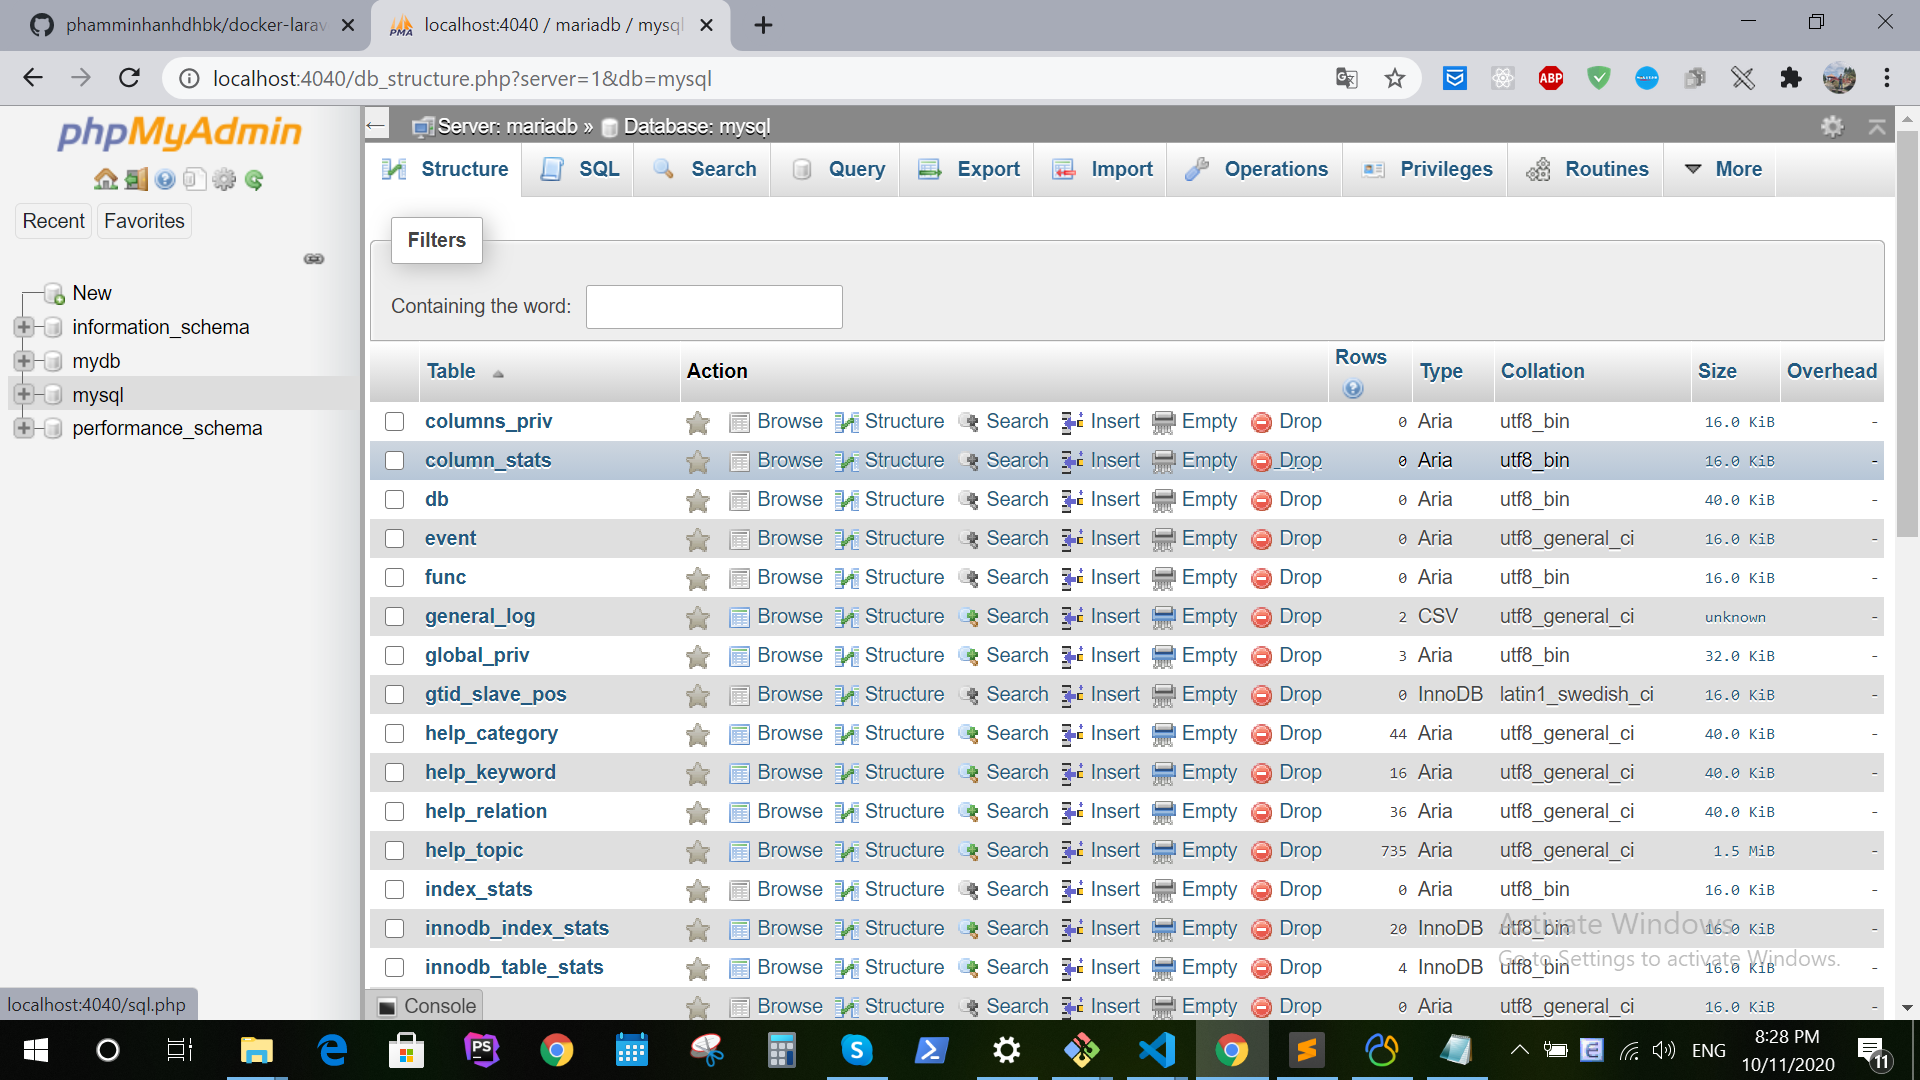 phamminhanhdhbk/docker-larav
localhost:4040 / mariadb / mysql
localhost:4040/db_structure.php?server=1&db=mysql
ABP
phpMyAdmin
Recent Favorites
New
information_schema
mydb
mysql
performance_schema
Server: mariadb » Database: mysql
Structure SQL Search Query Export Import Operations Privileges Routines More
Filters
Containing the word:
Table Action Rows Type Collation Size Overhead
columns_priv Browse Structure Search Insert Empty Drop 0 Aria utf8_bin 16.0 KiB -
column_stats Browse Structure Search Insert Empty Drop 0 Aria utf8_bin 16.0 KiB -
db Browse Structure Search Insert Empty Drop 0 Aria utf8_bin 40.0 KiB -
event Browse Structure Search Insert Empty Drop 0 Aria utf8_general_ci 16.0 KiB -
func Browse Structure Search Insert Empty Drop 0 Aria utf8_bin 16.0 KiB -
general_log Browse Structure Search Insert Empty Drop 2 CSV utf8_general_ci unknown -
global_priv Browse Structure Search Insert Empty Drop 3 Aria utf8_bin 32.0 KiB -
gtid_slave_pos Browse Structure Search Insert Empty Drop 0 InnoDB latin1_swedish_ci 16.0 KiB -
help_category Browse Structure Search Insert Empty Drop 44 Aria utf8_general_ci 40.0 KiB -
help_keyword Browse Structure Search Insert Empty Drop 16 Aria utf8_general_ci 40.0 KiB -
help_relation Browse Structure Search Insert Empty Drop 36 Aria utf8_general_ci 40.0 KiB -
help_topic Browse Structure Search Insert Empty Drop 735 Aria utf8_general_ci 1.5 MiB -
index_stats Browse Structure Search Insert Empty Drop 0 Aria utf8_bin 16.0 KiB -
innodb_index_stats Browse Structure Search Insert Empty Drop 20 InnoDB utf8_bin 16.0 KiB -
innodb_table_stats Browse Structure Search Insert Empty Drop 4 InnoDB utf8_bin 16.0 KiB -
Browse Structure Search Insert Empty Drop 0 Aria utf8_general_ci 16.0 KiB -
Activate Windows
Go to Settings to activate Windows.
localhost:4040/sql.php
Console
PS
ENG
8:28 PM
10/11/2020
11